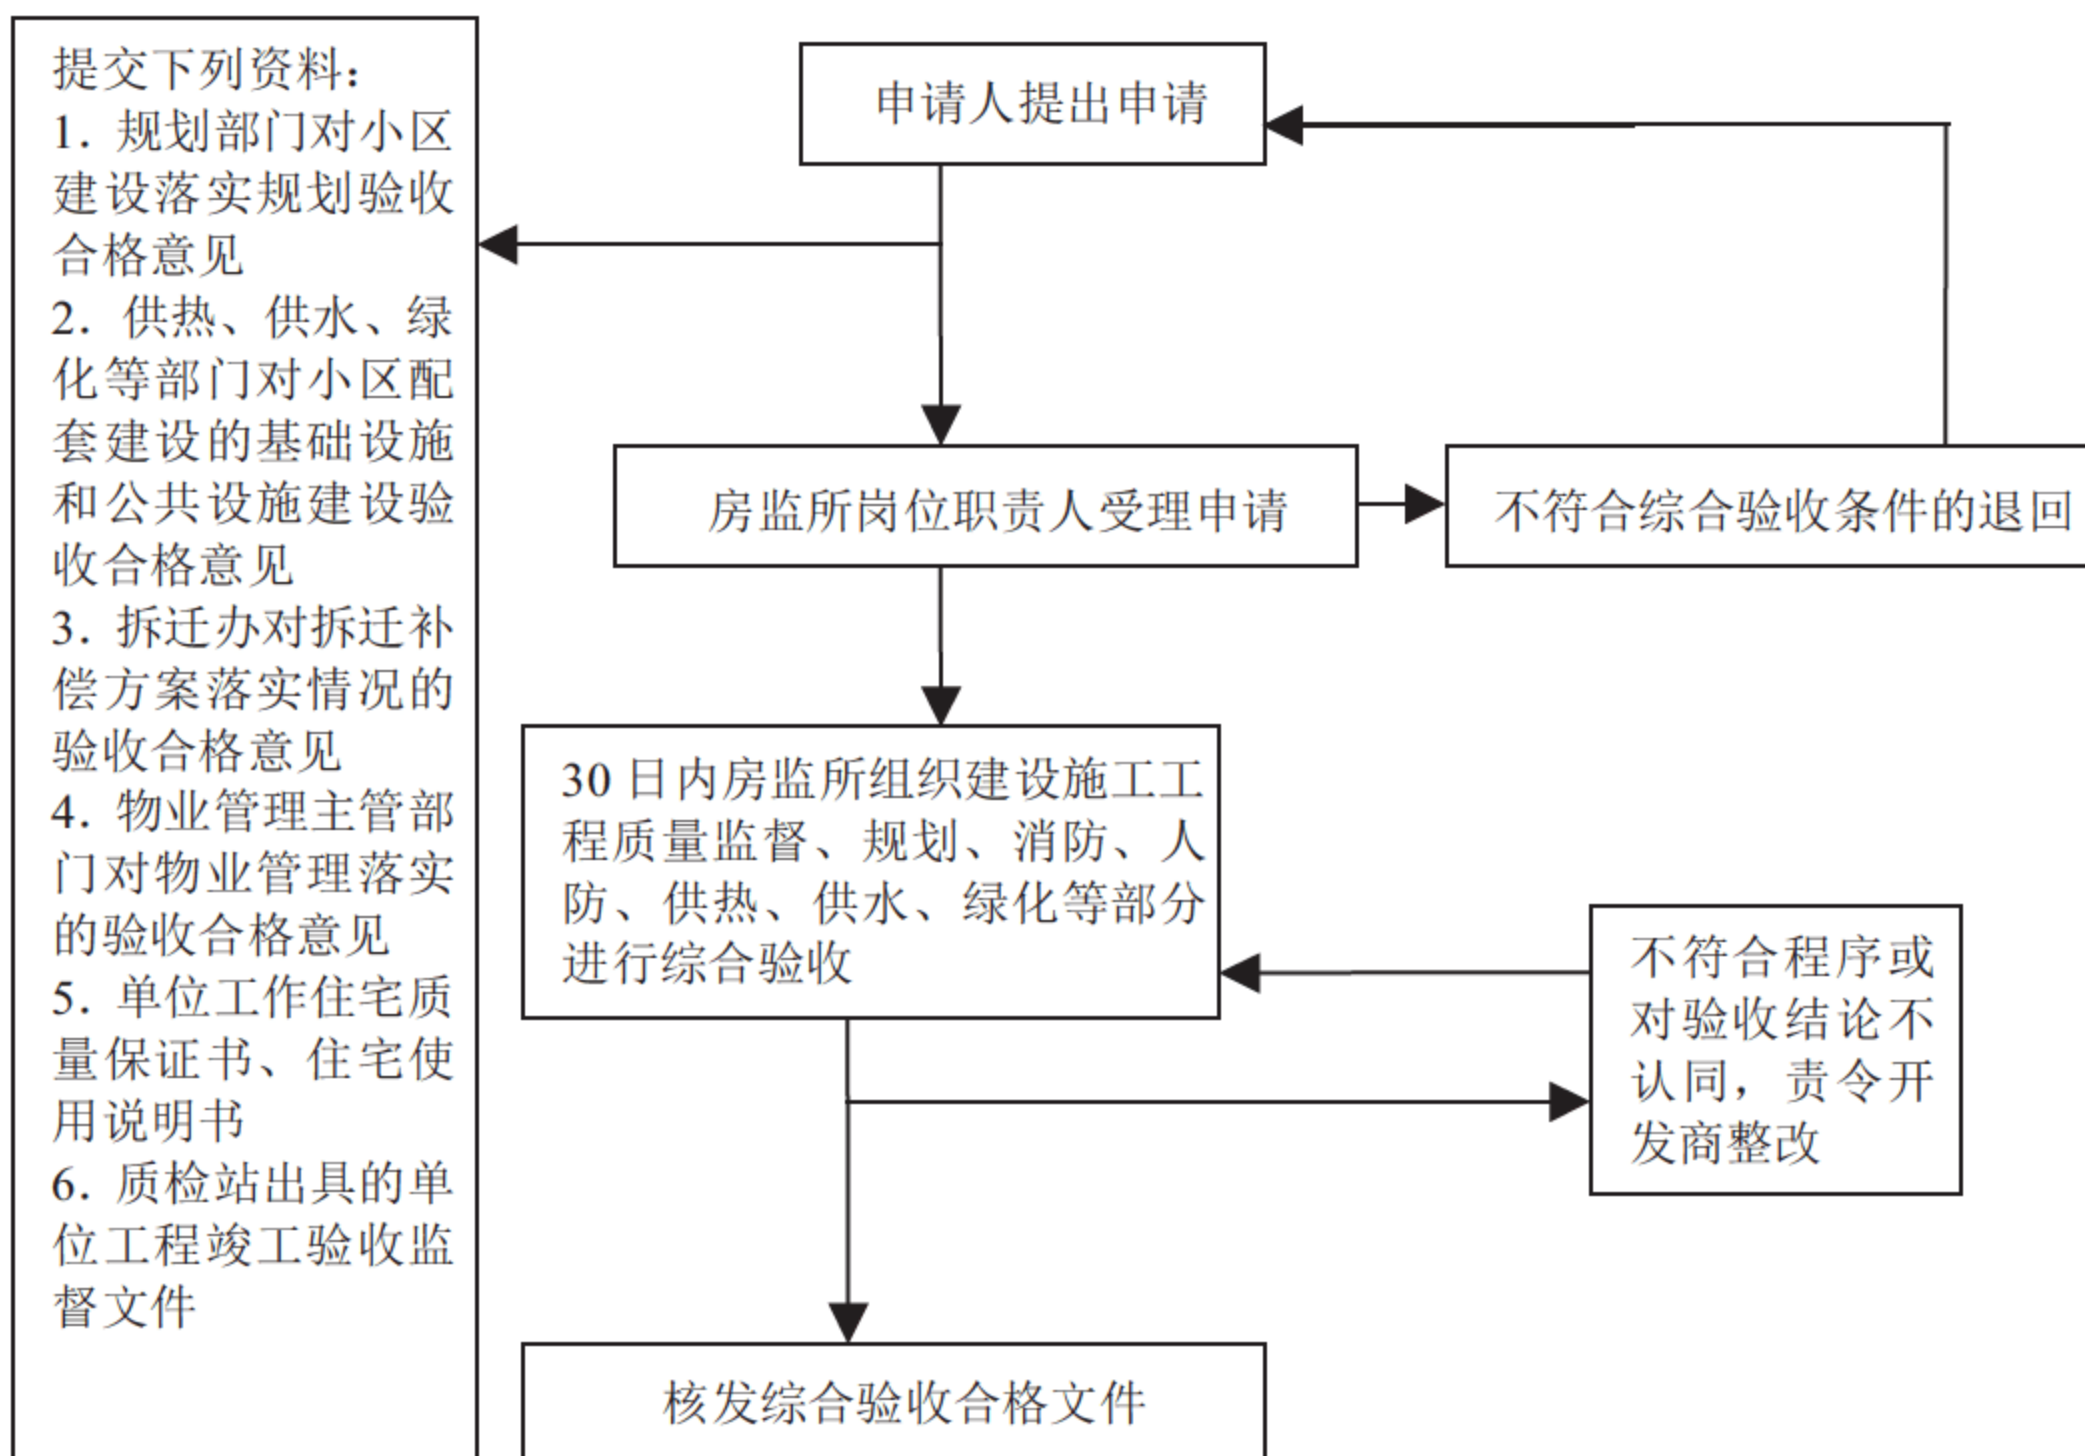 提交下列资料：
1. 规划部门对小区
建设落实规划验收
合格意见
2. 供热、供水、绿
化等部门对小区配
套建设的基础设施
和公共设施建设验
收合格意见
3. 拆迁办对拆迁补
偿方案落实情况的
验收合格意见
4. 物业管理主管部
门对物业管理落实
的验收合格意见
5. 单位工作住宅质
量保证书、住宅使
用说明书
6. 质检站出具的单
位工程竣工验收监
督文件
申请人提出申请
房监所岗位职责人受理申请
不符合综合验收条件的退回
30 日内房监所组织建设施工工
程质量监督、规划、消防、人
防、供热、供水、绿化等部分
进行综合验收
不符合程序或
对验收结论不
认同，责令开
发商整改
核发综合验收合格文件